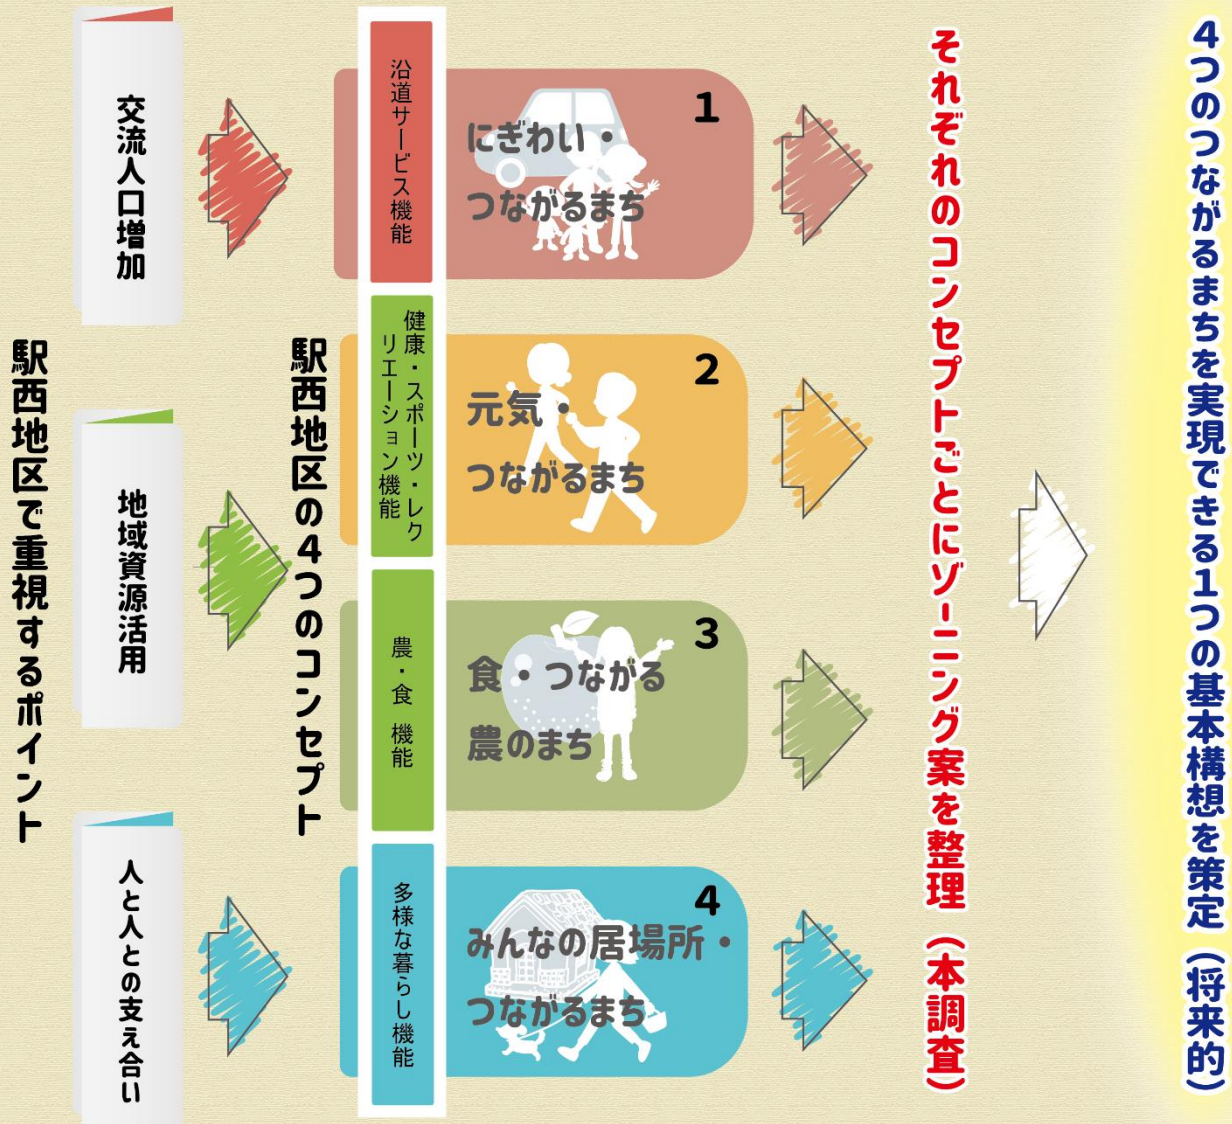 駅西地区で重視するポイント
交流人口増加
地域資源活用
人と人との支え合い
駅西地区の4つのコンセプト
沿道サービス機能
1
にぎわい・
つながるまち
健康・スポーツ・レク
リエーション機能
2
元気・
つながるまち
農・食 機能
3
食・つながる
農のまち
多様な暮らし機能
4
みんなの居場所・
つながるまち
それぞれのコンセプトごとにゾーニング案を整理（本調査）
4つのつながるまちを実現できる1つの基本構想を策定（将来的）